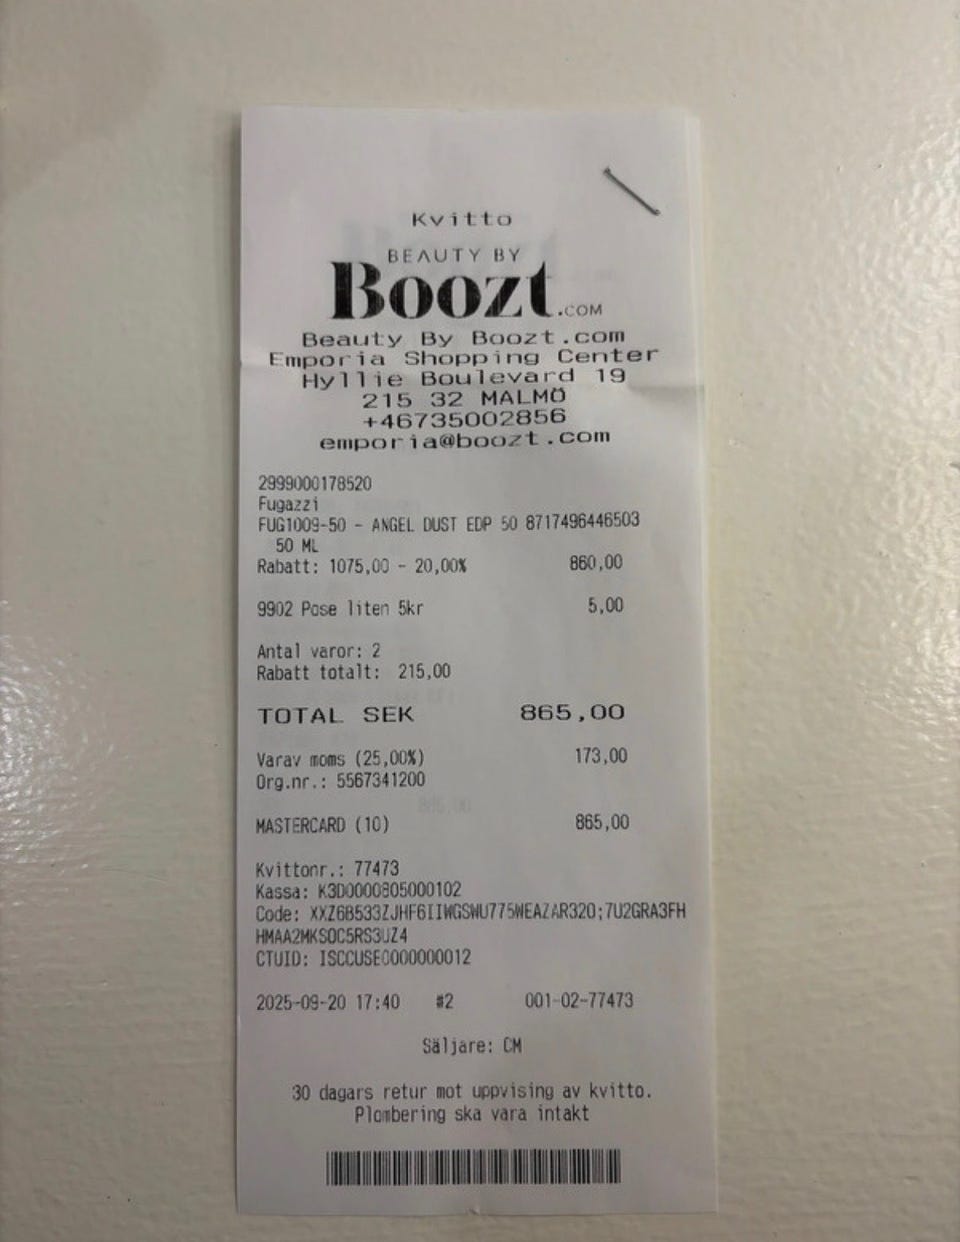 Kvitto
BEAUTY BY
Boozt.COM
Beauty By Boozt.com
Emporia Shopping Center
Hyllie Boulevard 19
215 32 MALMÖ
+46735002856
emporia@boozt.com
2999000178520
Fugazzi
FUG1009-50 - ANGEL DUST EDP 50 8717496446503
50 ML
Rabatt: 1075,00 - 20,00% 860,00
9902 Pose liten 5kr 5,00
Antal varor: 2
Rabatt totalt: 215,00
TOTAL SEK 865,00
Varav moms (25,00%) 173,00
Org.nr.: 5567341200
MASTERCARD (10) 865,00
Kvittonr.: 77473
Kassa: K3D0000805000102
Code: XXZ6B533ZJHF6IIWGSWU775WEAZAR32O;7U2GRA3FH
HMAA2MKSOC5RS3UZ4
CTUID: ISCCUSE0000000012
2025-09-20 17:40 #2 001-02-77473
Säljare: CM
30 dagars retur mot uppvising av kvitto.
Plombering ska vara intakt